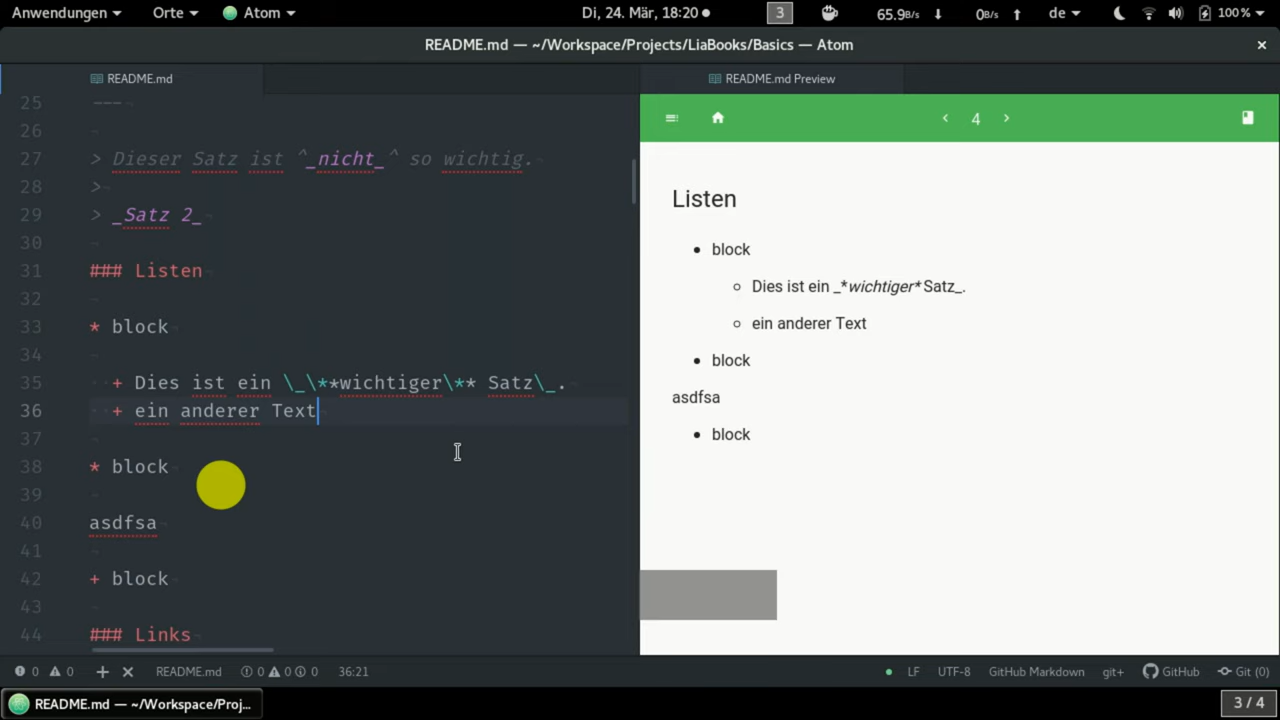 Anwendungen Orte Atom Di, 24. Mär, 18:20 3 65.9B/s 0B/s de 100 %
README.md — ~/Workspace/Projects/LiaBooks/Basics — Atom
README.md
README.md Preview
25 ---
26
27 > Dieser Satz ist ^_nicht_^ so wichtig.
28 >
29 > _Satz 2_
30
31 ### Listen
32
33 * block
34
35 + Dies ist ein \_\**wichtiger\** Satz\_.
36 + ein anderer Text
37
38 * block
39
40 asdfsa
41
42 + block
43
44 ### Links
4
Listen
• block
◦ Dies ist ein _*wichtiger* Satz_.
◦ ein anderer Text
• block
asdfsa
• block
0 0 + × README.md 0 0 0 36:21 LF UTF-8 GitHub Markdown git+ GitHub Git (0)
README.md — ~/Workspace/Proj... 3 / 4